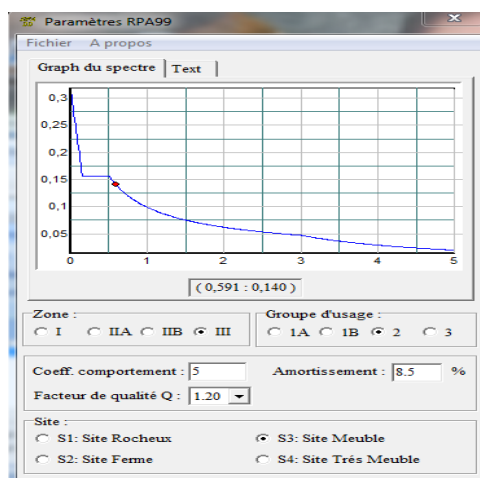 Paramètres RPA99
Fichier A propos
Graph du spectre Text
0,3
0,25
0,2
0,15
0,1
0,05
0 1 2 3 4 5
( 0,591 : 0,140 )
Zone : Groupe d'usage :
I IIA IIB III 1A 1B 2 3
Coeff. comportement : 5 Amortissement : 8.5 %
Facteur de qualité Q : 1.20
Site :
S1: Site Rocheux S3: Site Meuble
S2: Site Ferme S4: Site Trés Meuble